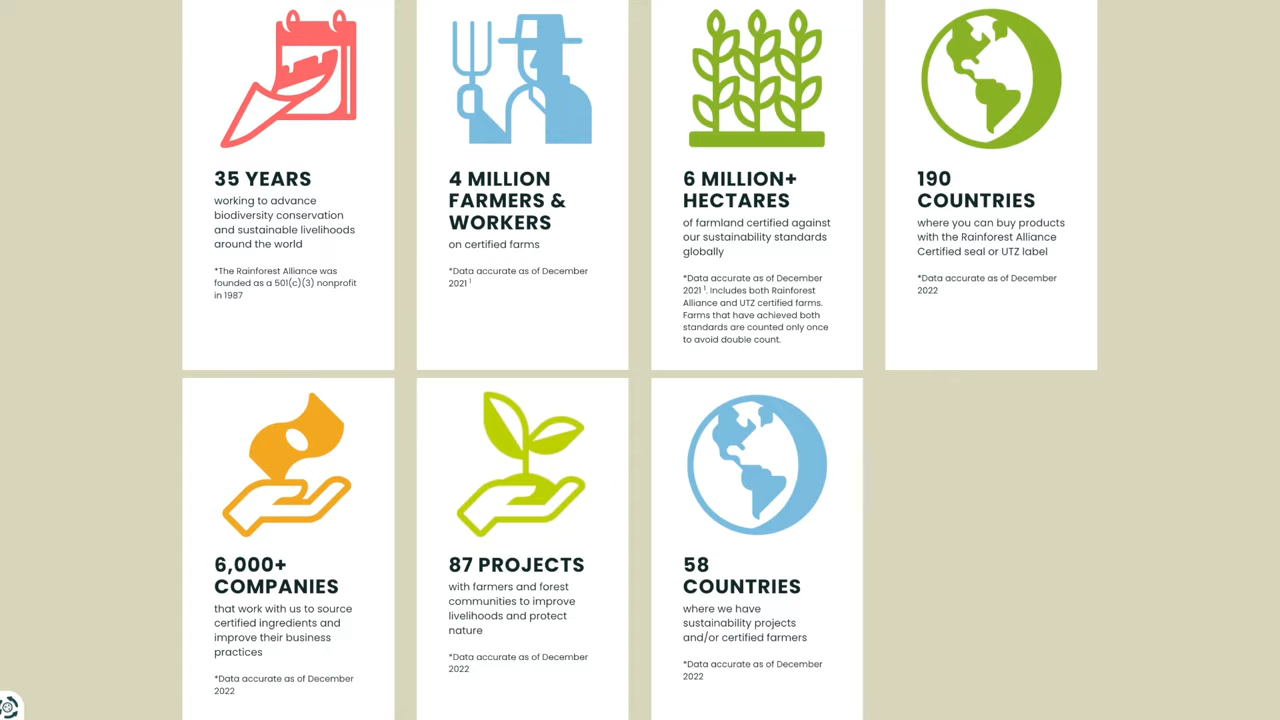 35 YEARS
working to advance
biodiversity conservation
and sustainable livelihoods
around the world
*The Rainforest Alliance was
founded as a 501(c)(3) nonprofit
in 1987
4 MILLION
FARMERS &
WORKERS
on certified farms
*Data accurate as of December
2021 ¹
6 MILLION+
HECTARES
of farmland certified against
our sustainability standards
globally
*Data accurate as of December
2021 ¹. Includes both Rainforest
Alliance and UTZ certified farms.
Farms that have achieved both
standards are counted only once
to avoid double count.
190
COUNTRIES
where you can buy products
with the Rainforest Alliance
Certified seal or UTZ label
*Data accurate as of December
2022
6,000+
COMPANIES
that work with us to source
certified ingredients and
improve their business
practices
*Data accurate as of December
2022
87 PROJECTS
with farmers and forest
communities to improve
livelihoods and protect
nature
*Data accurate as of December
2022
58
COUNTRIES
where we have
sustainability projects
and/or certified farmers
*Data accurate as of December
2022